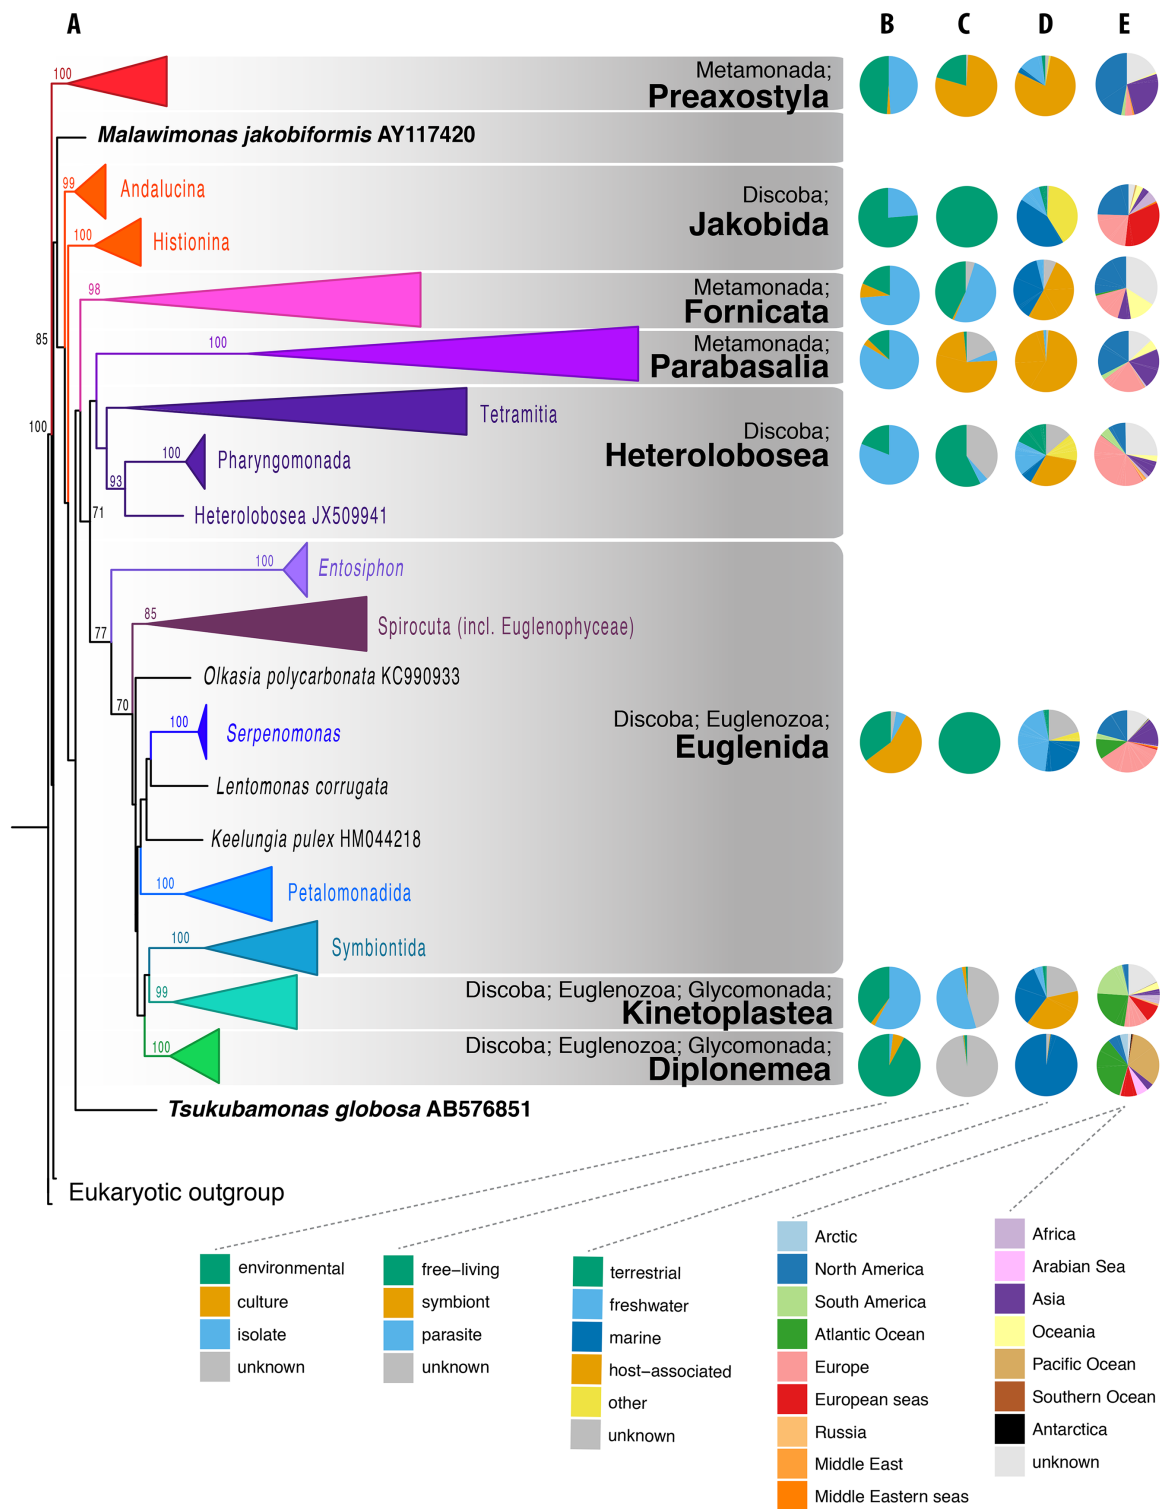 A
B
C
D
E
100
Metamonada;
Preaxostyla
Malawimonas jakobiformis AY117420
99
Andalucina
Discoba;
Jakobida
100
Histionina
98
Metamonada;
Fornicata
85
100
Metamonada;
Parabasalia
Tetramitia
100
Discoba;
Heterolobosea
100
Pharyngomonada
93
71
Heterolobosea JX509941
100
Entosiphon
85
Spirocuta (incl. Euglenophyceae)
77
Olkasia polycarbonata KC990933
70
100
Serpenomonas
Discoba; Euglenozoa;
Euglenida
Lentomonas corrugata
Keelungia pulex HM044218
100
Petalomonadida
100
Symbiontida
99
Discoba; Euglenozoa; Glycomonada;
Kinetoplastea
100
Discoba; Euglenozoa; Glycomonada;
Diplonemea
Tsukubamonas globosa AB576851
Eukaryotic outgroup
environmental
culture
isolate
unknown
free–living
symbiont
parasite
unknown
terrestrial
freshwater
marine
host–associated
other
unknown
Arctic
North America
South America
Atlantic Ocean
Europe
European seas
Russia
Middle East
Middle Eastern seas
Africa
Arabian Sea
Asia
Oceania
Pacific Ocean
Southern Ocean
Antarctica
unknown